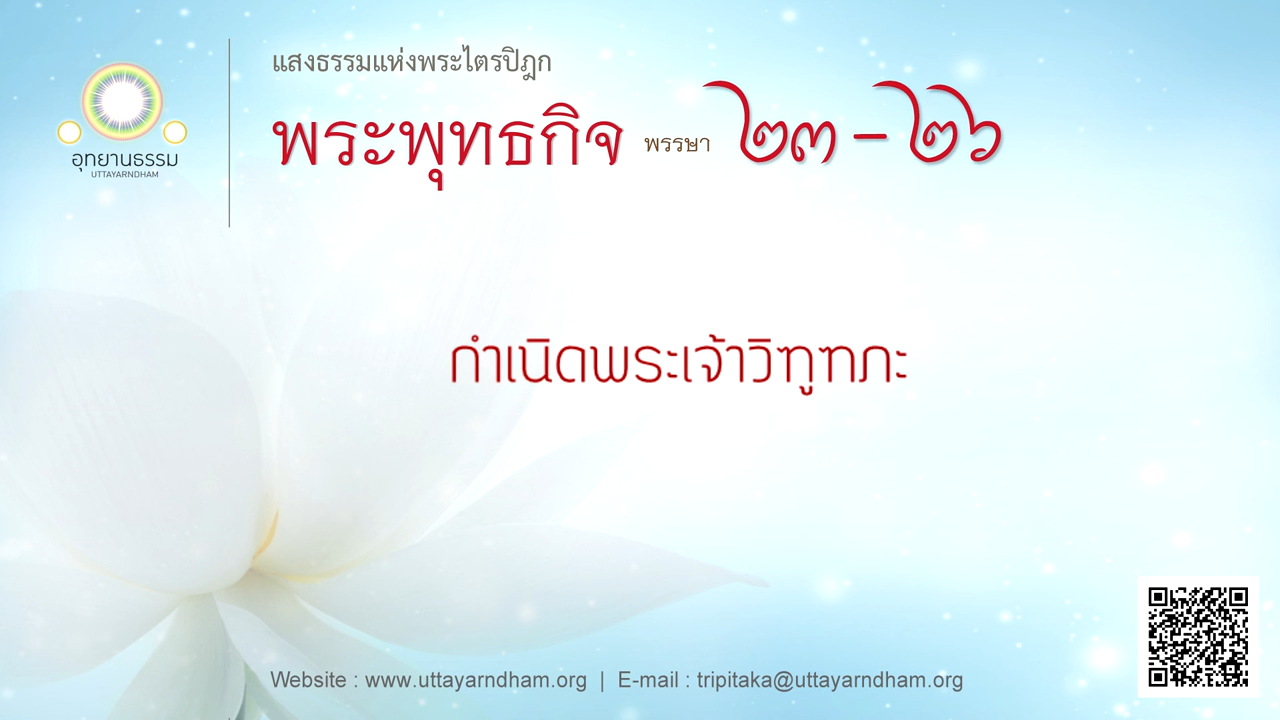 แสงธรรมแห่งพระไตรปิฎก
พระพุทธกิจ พรรษา ๒๓ – ๒๖
อุทยานธรรม
UTTAYARNDHAM
กำเนิดพระเจ้าวิฑูฑภะ
Website : www.uttayarndham.org | E-mail : tripitaka@uttayarndham.org